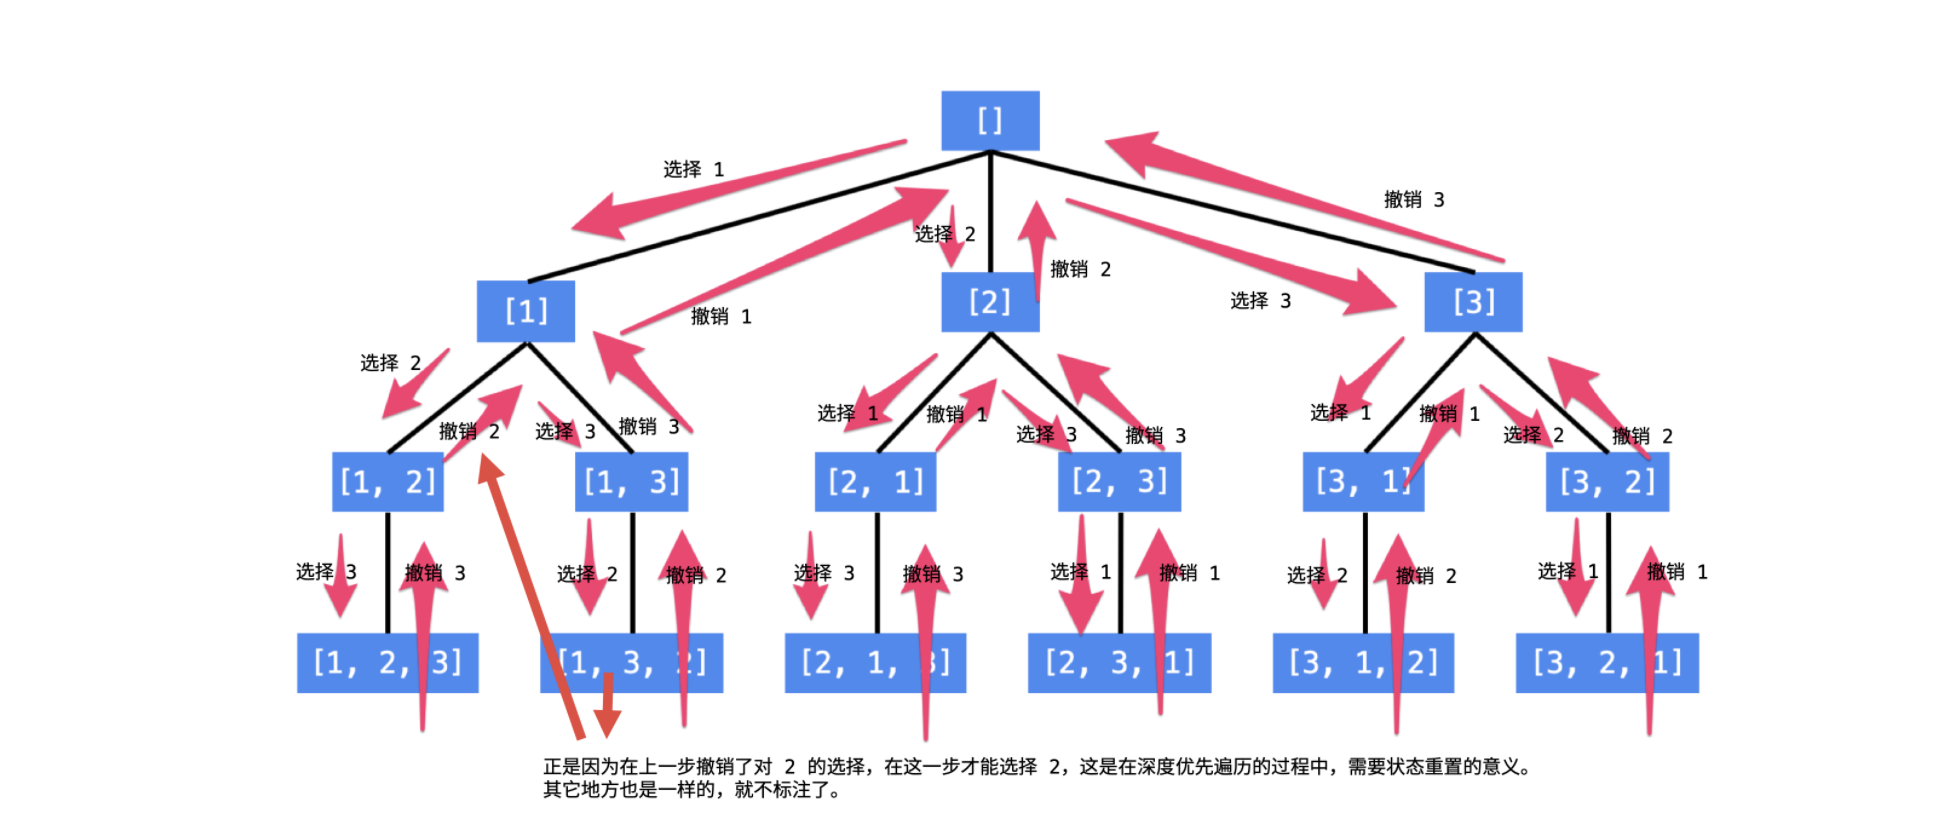 []
选择 1
撤销 3
选择 2
撤销 2
撤销 1
选择 3
[1]
[2]
[3]
选择 2
撤销 2
选择 3
撤销 3
选择 1
撤销 1
选择 3
撤销 3
选择 1
撤销 1
选择 2
撤销 2
[1, 2]
[1, 3]
[2, 1]
[2, 3]
[3, 1]
[3, 2]
选择 3
撤销 3
选择 2
撤销 2
选择 3
撤销 3
选择 1
撤销 1
选择 2
撤销 2
选择 1
撤销 1
[1, 2, 3]
[1, 3, 2]
[2, 1, 3]
[2, 3, 1]
[3, 1, 2]
[3, 2, 1]
正是因为在上一步撤销了对 2 的选择，在这一步才能选择 2，这是在深度优先遍历的过程中，需要状态重置的意义。
其它地方也是一样的，就不标注了。